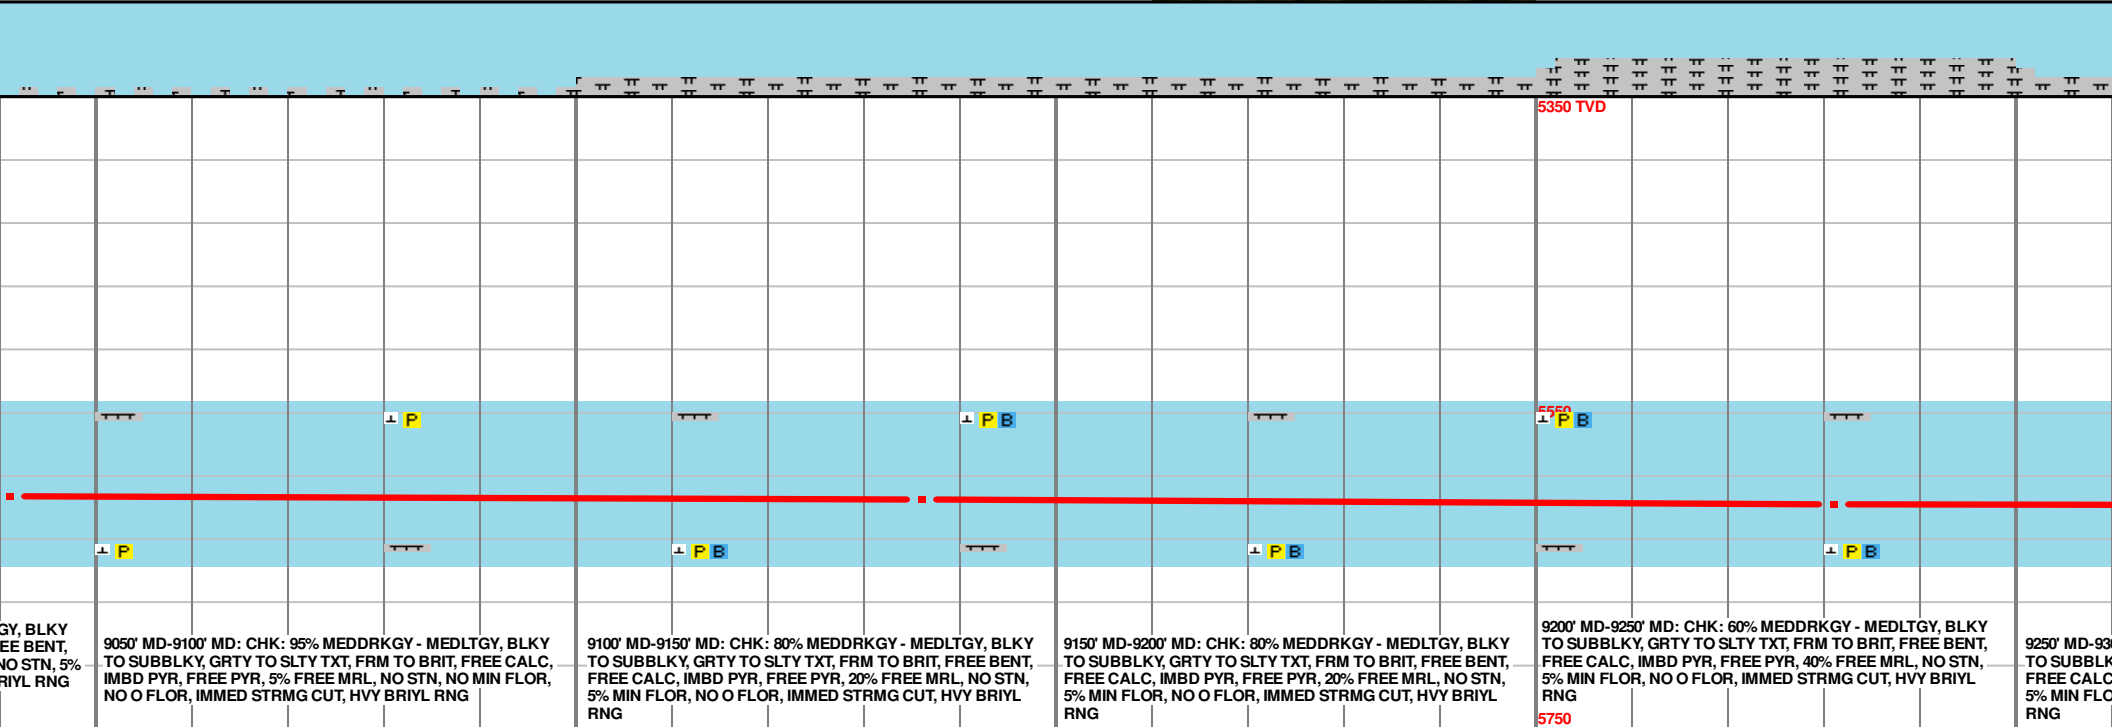 5350 TVD
P
P B
5550
P B
P
P B
P B
P B
GY, BLKY
EE BENT,
NO STN, 5%
RIYL RNG
9050' MD-9100' MD: CHK: 95% MEDDRKGY - MEDLTGY, BLKY
TO SUBBLKY, GRTY TO SLTY TXT, FRM TO BRIT, FREE CALC,
IMBD PYR, FREE PYR, 5% FREE MRL, NO STN, NO MIN FLOR,
NO O FLOR, IMMED STRMG CUT, HVY BRIYL RNG
9100' MD-9150' MD: CHK: 80% MEDDRKGY - MEDLTGY, BLKY
TO SUBBLKY, GRTY TO SLTY TXT, FRM TO BRIT, FREE BENT,
FREE CALC, IMBD PYR, FREE PYR, 20% FREE MRL, NO STN,
5% MIN FLOR, NO O FLOR, IMMED STRMG CUT, HVY BRIYL
RNG
9150' MD-9200' MD: CHK: 80% MEDDRKGY - MEDLTGY, BLKY
TO SUBBLKY, GRTY TO SLTY TXT, FRM TO BRIT, FREE BENT,
FREE CALC, IMBD PYR, FREE PYR, 20% FREE MRL, NO STN,
5% MIN FLOR, NO O FLOR, IMMED STRMG CUT, HVY BRIYL
RNG
9200' MD-9250' MD: CHK: 60% MEDDRKGY - MEDLTGY, BLKY
TO SUBBLKY, GRTY TO SLTY TXT, FRM TO BRIT, FREE BENT,
FREE CALC, IMBD PYR, FREE PYR, 40% FREE MRL, NO STN,
5% MIN FLOR, NO O FLOR, IMMED STRMG CUT, HVY BRIYL
RNG
5750
9250' MD-930
TO SUBBLK
FREE CALC
5% MIN FLO
RNG